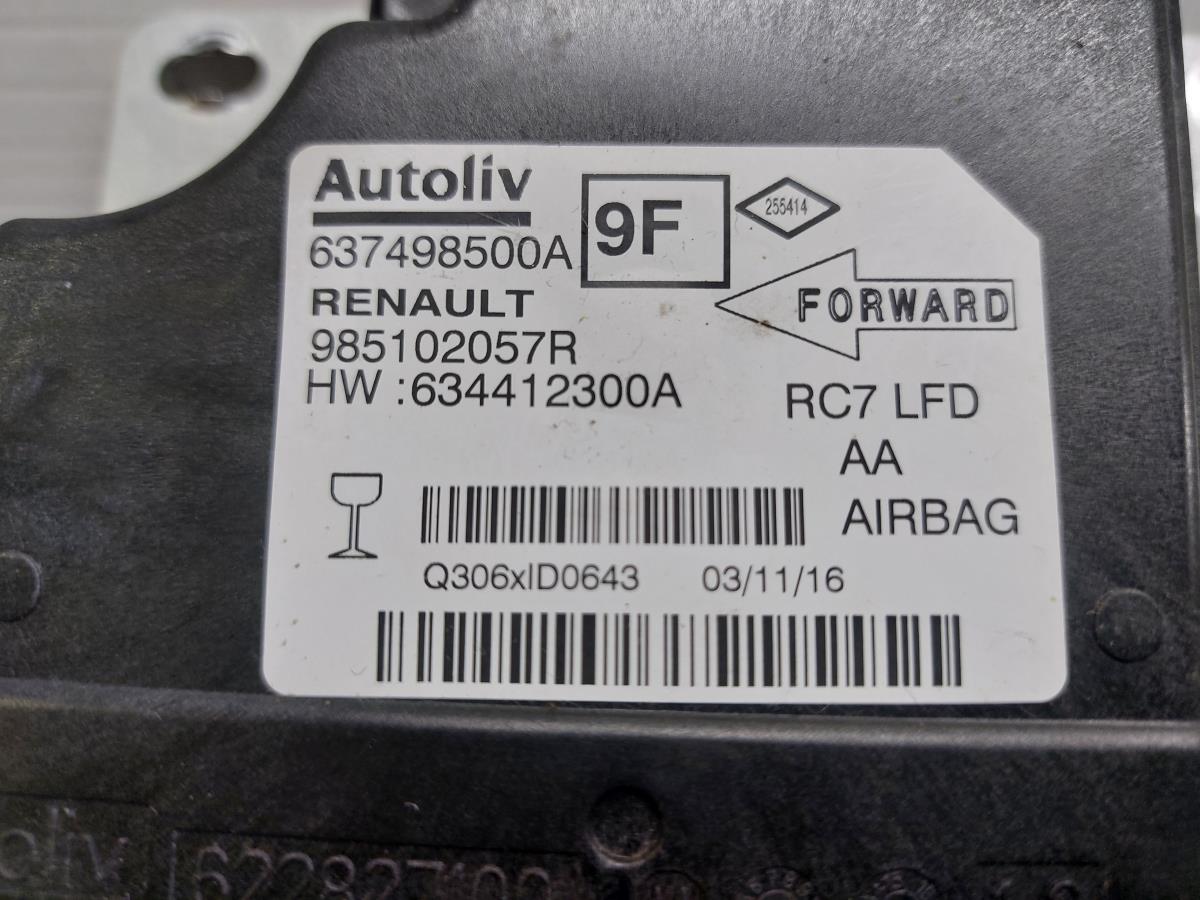 Autoliv
9F
255414
637498500A
FORWARD
RENAULT
985102057R
HW :634412300A
RC7 LFD
AA
AIRBAG
Q306xID0643
03/11/16